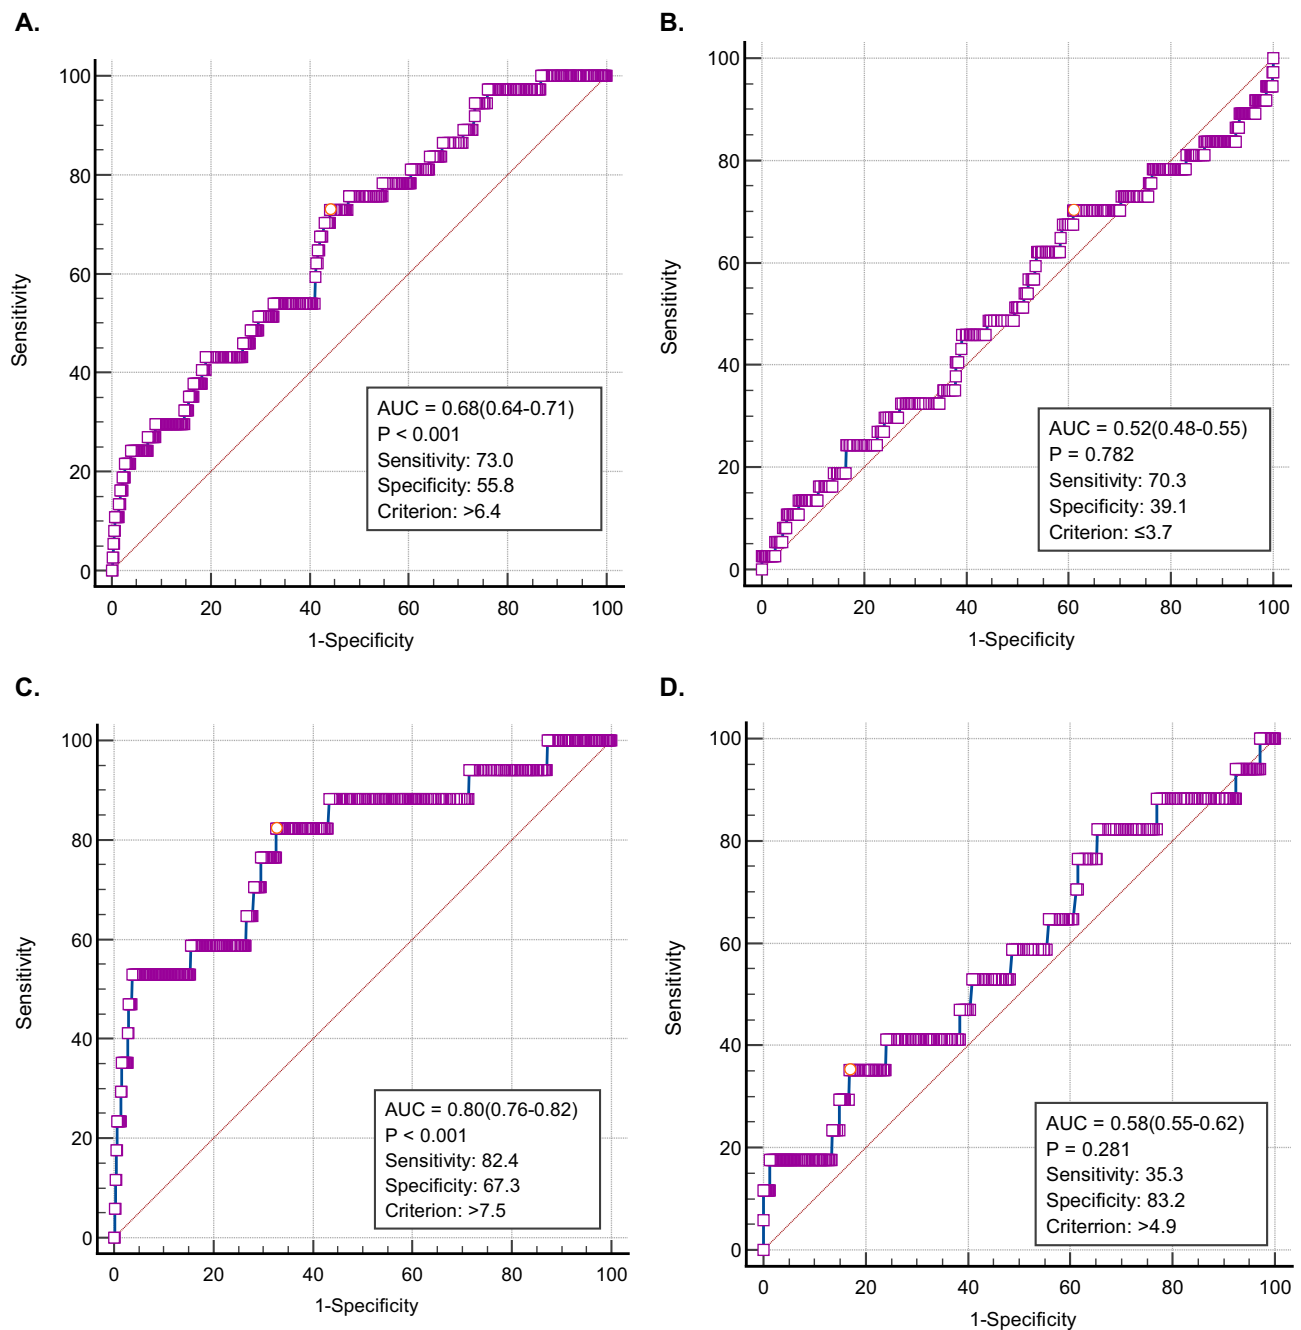 A.
100
80
60
40
20
0
Sensitivity
AUC = 0.68(0.64-0.71)
P < 0.001
Sensitivity: 73.0
Specificity: 55.8
Criterion: >6.4
0 20 40 60 80 100
1-Specificity
B.
100
80
60
40
20
0
Sensitivity
AUC = 0.52(0.48-0.55)
P = 0.782
Sensitivity: 70.3
Specificity: 39.1
Criterion: ≤3.7
0 20 40 60 80 100
1-Specificity
C.
100
80
60
40
20
0
Sensitivity
AUC = 0.80(0.76-0.82)
P < 0.001
Sensitivity: 82.4
Specificity: 67.3
Criterion: >7.5
0 20 40 60 80 100
1-Specificity
D.
100
80
60
40
20
0
Sensitivity
AUC = 0.58(0.55-0.62)
P = 0.281
Sensitivity: 35.3
Specificity: 83.2
Criterrion: >4.9
0 20 40 60 80 100
1-Specificity